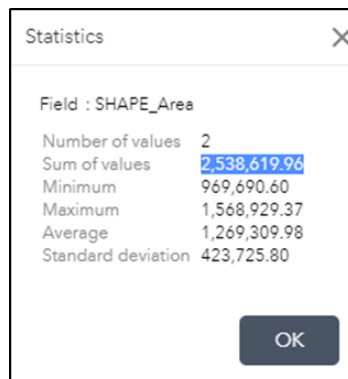 Statistics
Field : SHAPE_Area
Number of values 2
Sum of values 2,538,619.96
Minimum 969,690.60
Maximum 1,568,929.37
Average 1,269,309.98
Standard deviation 423,725.80
OK